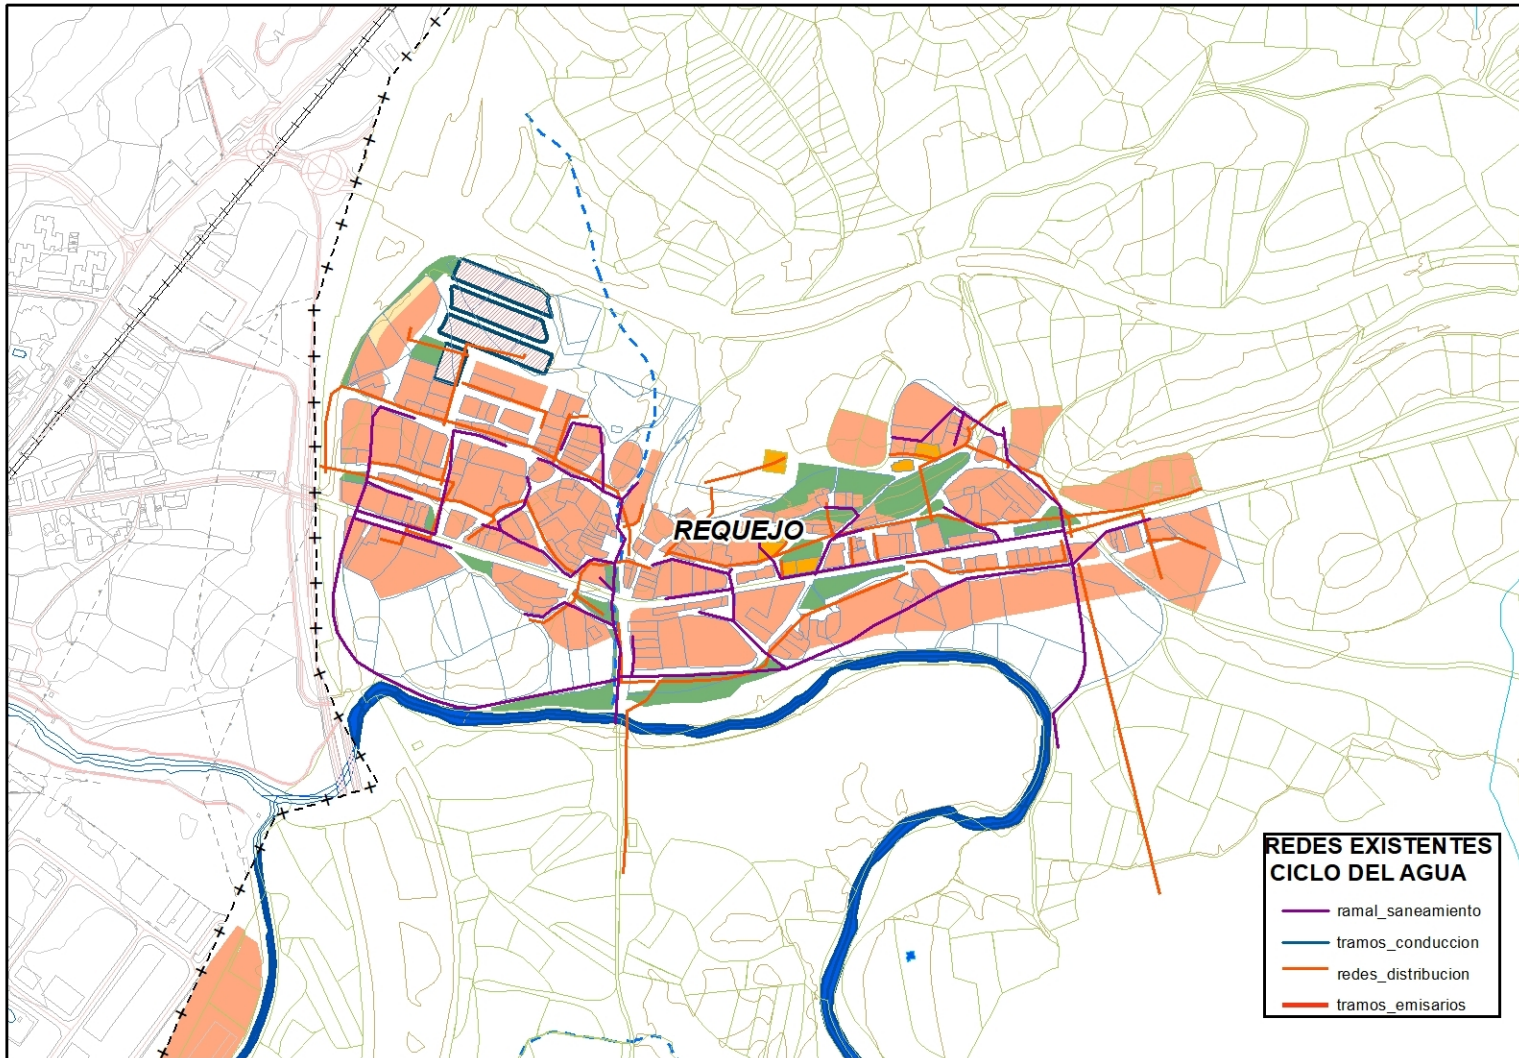 REQUEJO
REDES EXISTENTES
CICLO DEL AGUA
ramal_saneamiento
tramos_conduccion
redes_distribucion
tramos_emisarios